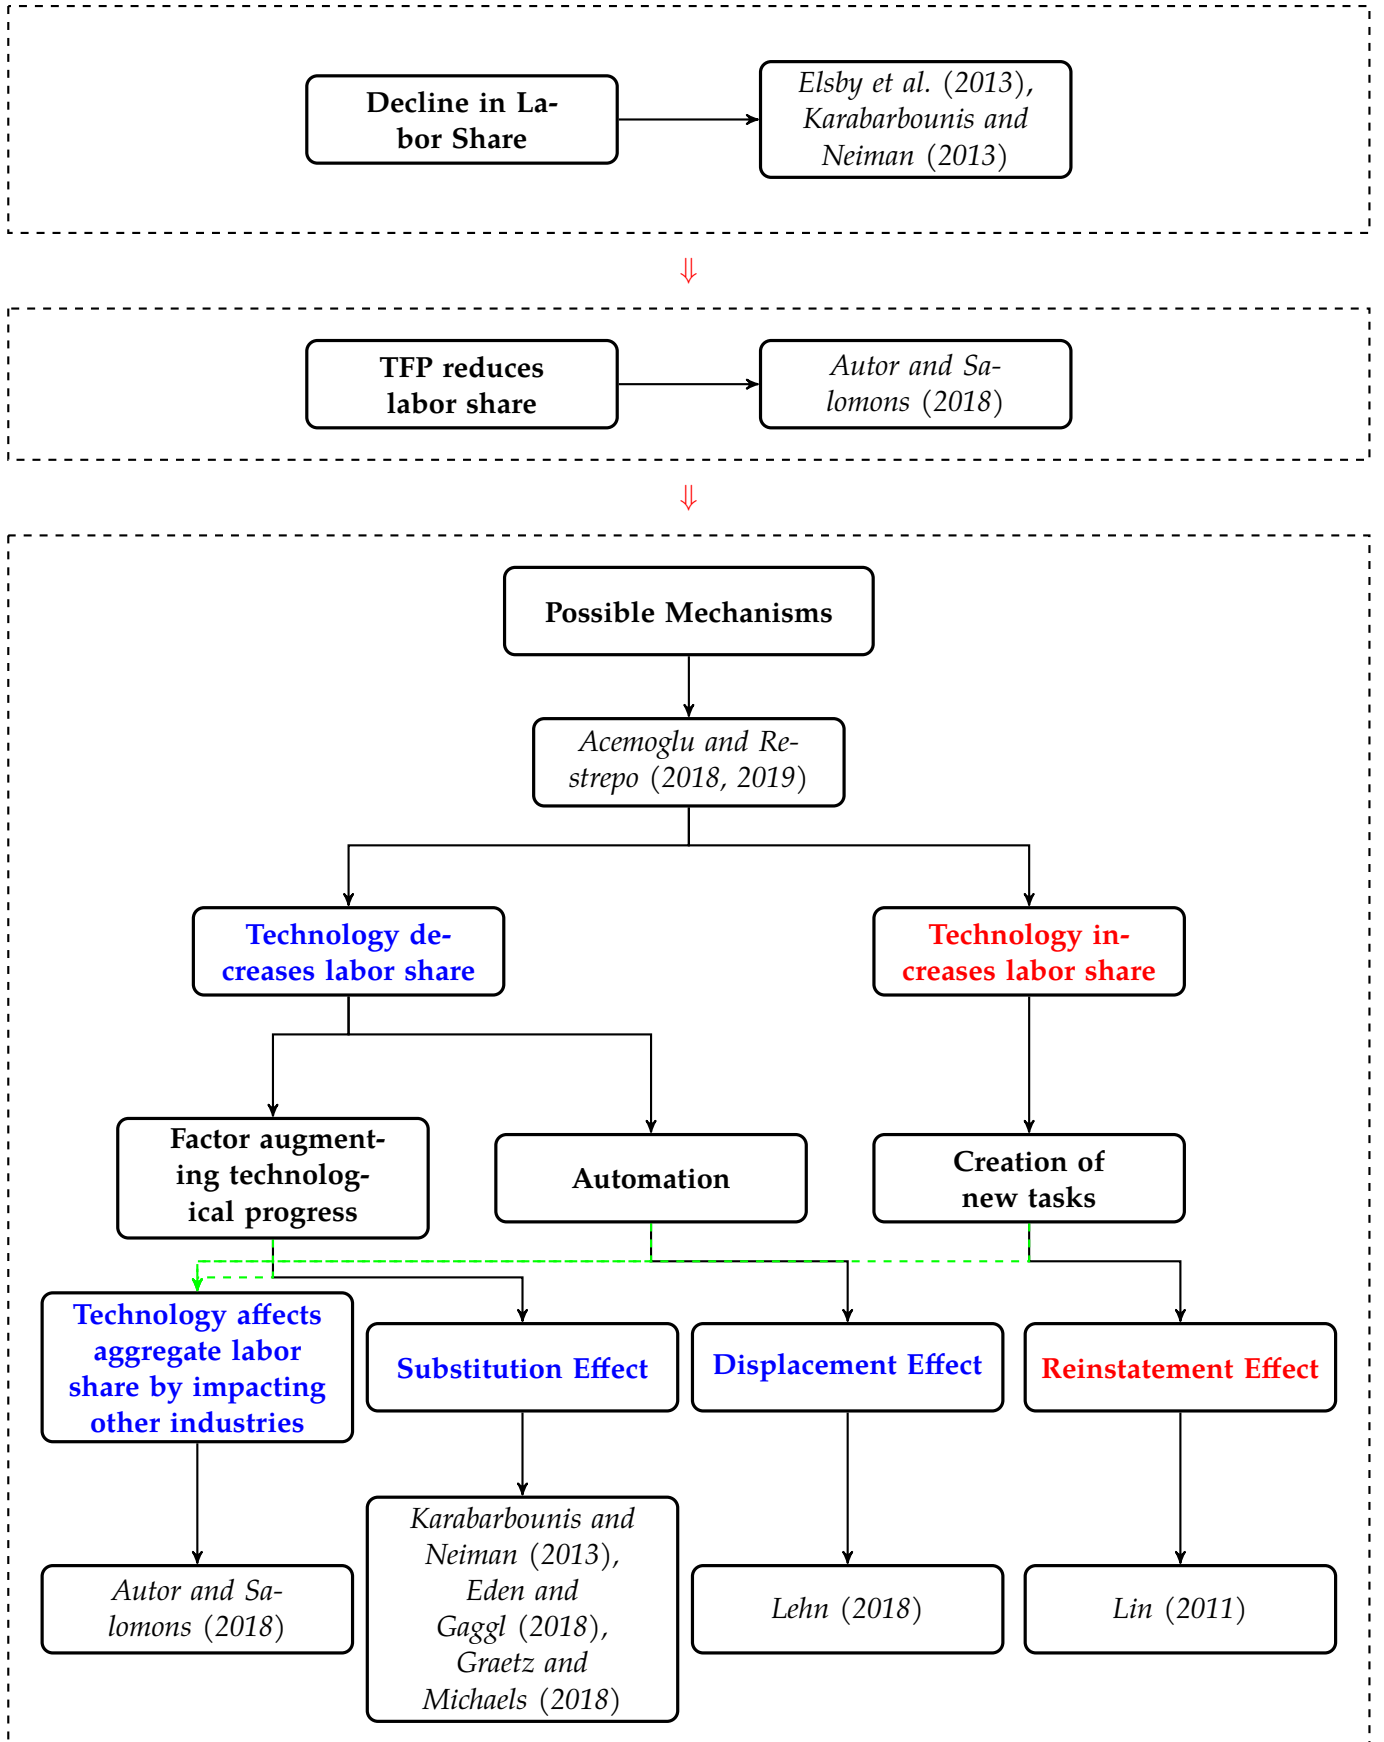 Decline in La-
bor Share
Elsby et al. (2013),
Karabarbounis and
Neiman (2013)
⇓
TFP reduces
labor share
Autor and Sa-
lomons (2018)
⇓
Possible Mechanisms
Acemoglu and Re-
strepo (2018, 2019)
Technology de-
creases labor share
Technology in-
creases labor share
Factor augment-
ing technolog-
ical progress
Automation
Creation of
new tasks
Technology affects
aggregate labor
share by impacting
other industries
Substitution Effect
Displacement Effect
Reinstatement Effect
Autor and Sa-
lomons (2018)
Karabarbounis and
Neiman (2013),
Eden and
Gaggl (2018),
Graetz and
Michaels (2018)
Lehn (2018)
Lin (2011)